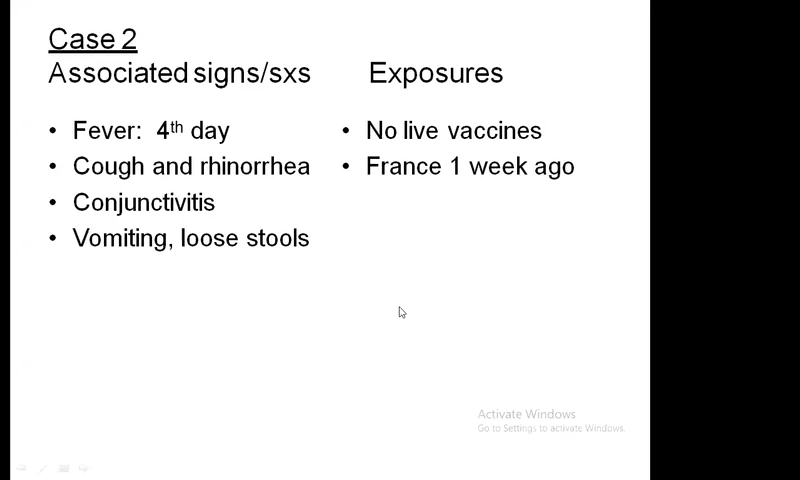 Case 2
Associated signs/sxs
Exposures
• Fever: 4th day
• Cough and rhinorrhea
• Conjunctivitis
• Vomiting, loose stools
• No live vaccines
• France 1 week ago
Activate Windows
Go to Settings to activate Windows.